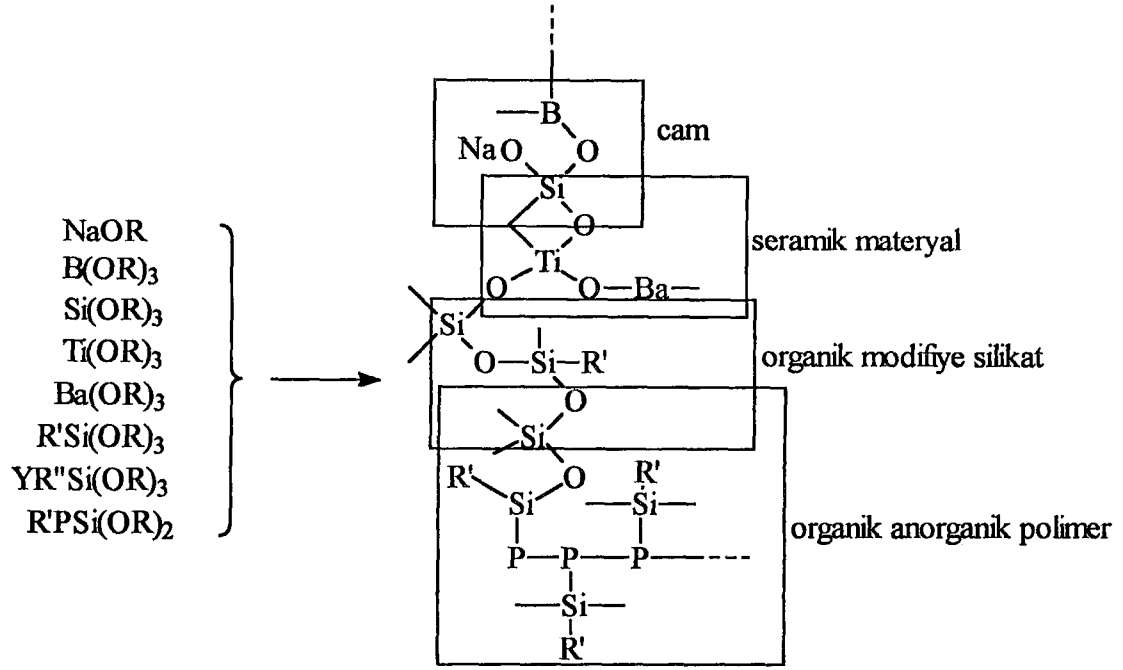 NaOR
B(OR)3
Si(OR)3
Ti(OR)3
Ba(OR)3
R'Si(OR)3
YR"Si(OR)3
R'PSi(OR)2
B
Na O O
Si
O
Ti
O O Ba
Si
O Si R'
O
Si
R' O R'
Si Si
P P P
Si
R'
cam
seramik materyal
organik modifiye silikat
organik anorganik polimer